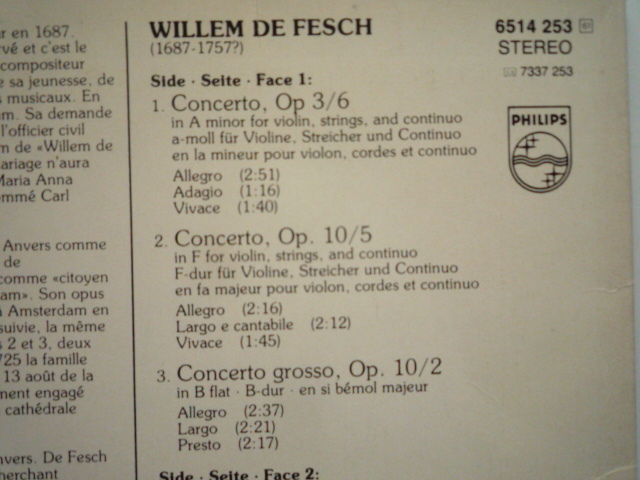 r en 1687.
rvé et c'est le
compositeur
e sa jeunesse, de
s musicaux. En
m. Sa demande
l'officier civil
m de «Willem de
ariage n'aura
Maria Anna
ommé Carl
Anvers comme
de
comme «citoyen
am». Son opus
à Amsterdam en
suivie, la même
s 2 et 3, deux
725 la famille
13 août de la
ment engagé
cathédrale
nvers. De Fesch
herchant
WILLEM DE FESCH
(1687-1757?)
Side · Seite · Face 1:
1. Concerto, Op 3/6
in A minor for violin, strings, and continuo
a-moll für Violine, Streicher und Continuo
en la mineur pour violon, cordes et continuo
Allegro (2:51)
Adagio (1:16)
Vivace (1:40)
2. Concerto, Op. 10/5
in F for violin, strings, and continuo
F-dur für Violine, Streicher und Continuo
en fa majeur pour violon, cordes et continuo
Allegro (2:16)
Largo e cantabile (2:12)
Vivace (1:45)
3. Concerto grosso, Op. 10/2
in B flat · B-dur · en si bémol majeur
Allegro (2:37)
Largo (2:21)
Presto (2:17)
Side · Seite · Face 2:
6514 253
STEREO
7337 253
PHILIPS